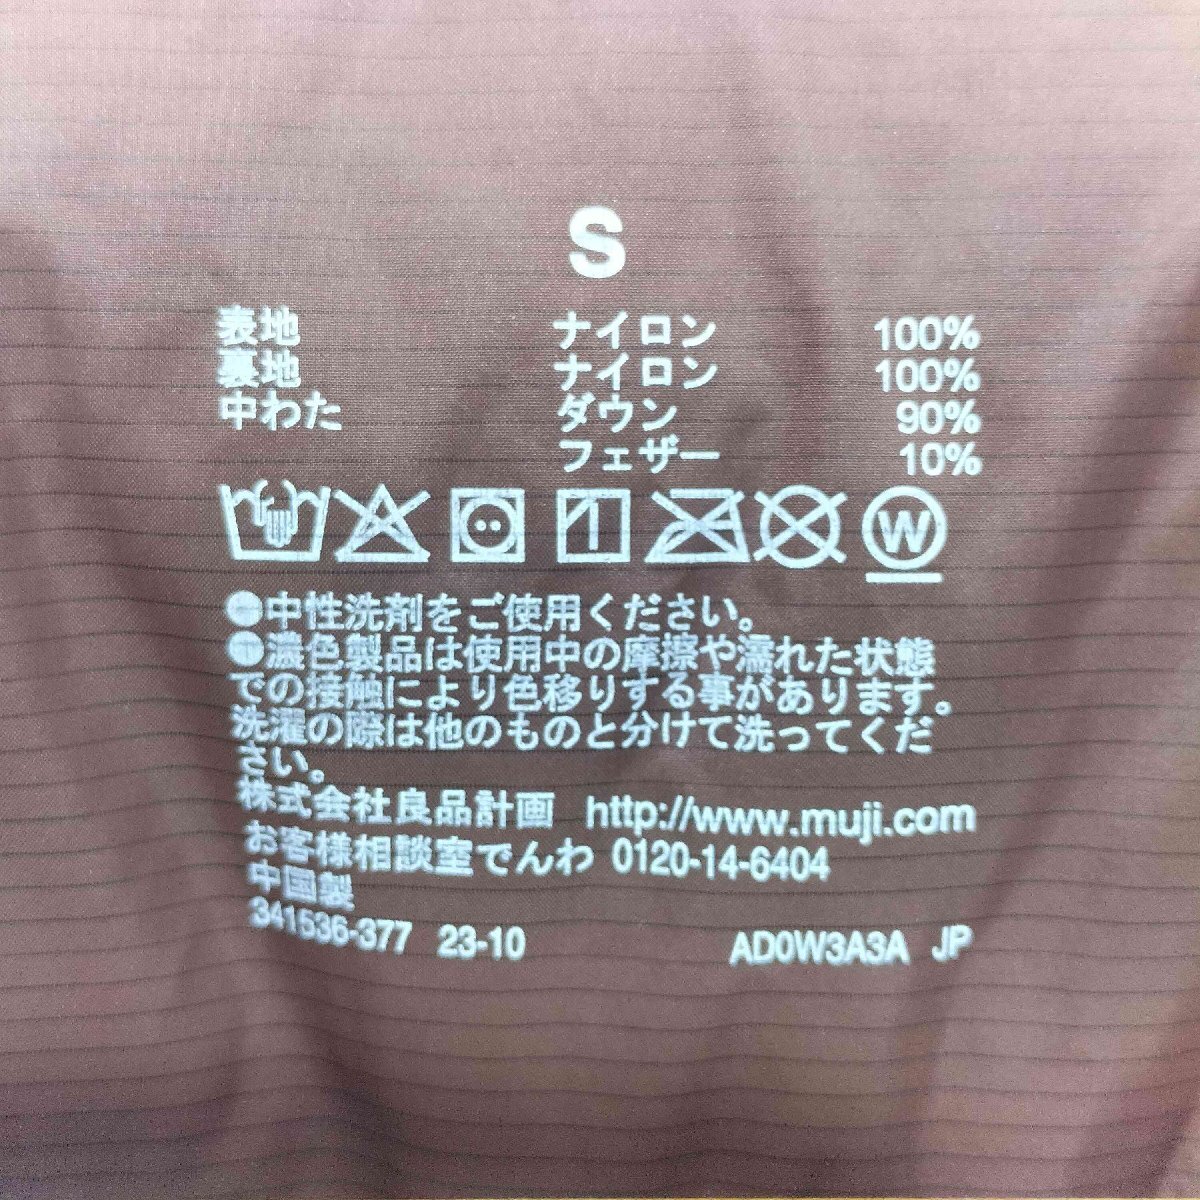 S
表地 ナイロン 100%
裏地 ナイロン 100%
中わた ダウン 90%
フェザー 10%
W
●中性洗剤をご使用ください。
●濃色製品は使用中の摩擦や濡れた状態
での接触により色移りする事があります。
洗濯の際は他のものと分けて洗ってくだ
さい。
株式会社良品計画 http://www.muji.com
お客様相談室でんわ 0120-14-6404
中国製
341536-377 23-10 AD0W3A3A JP